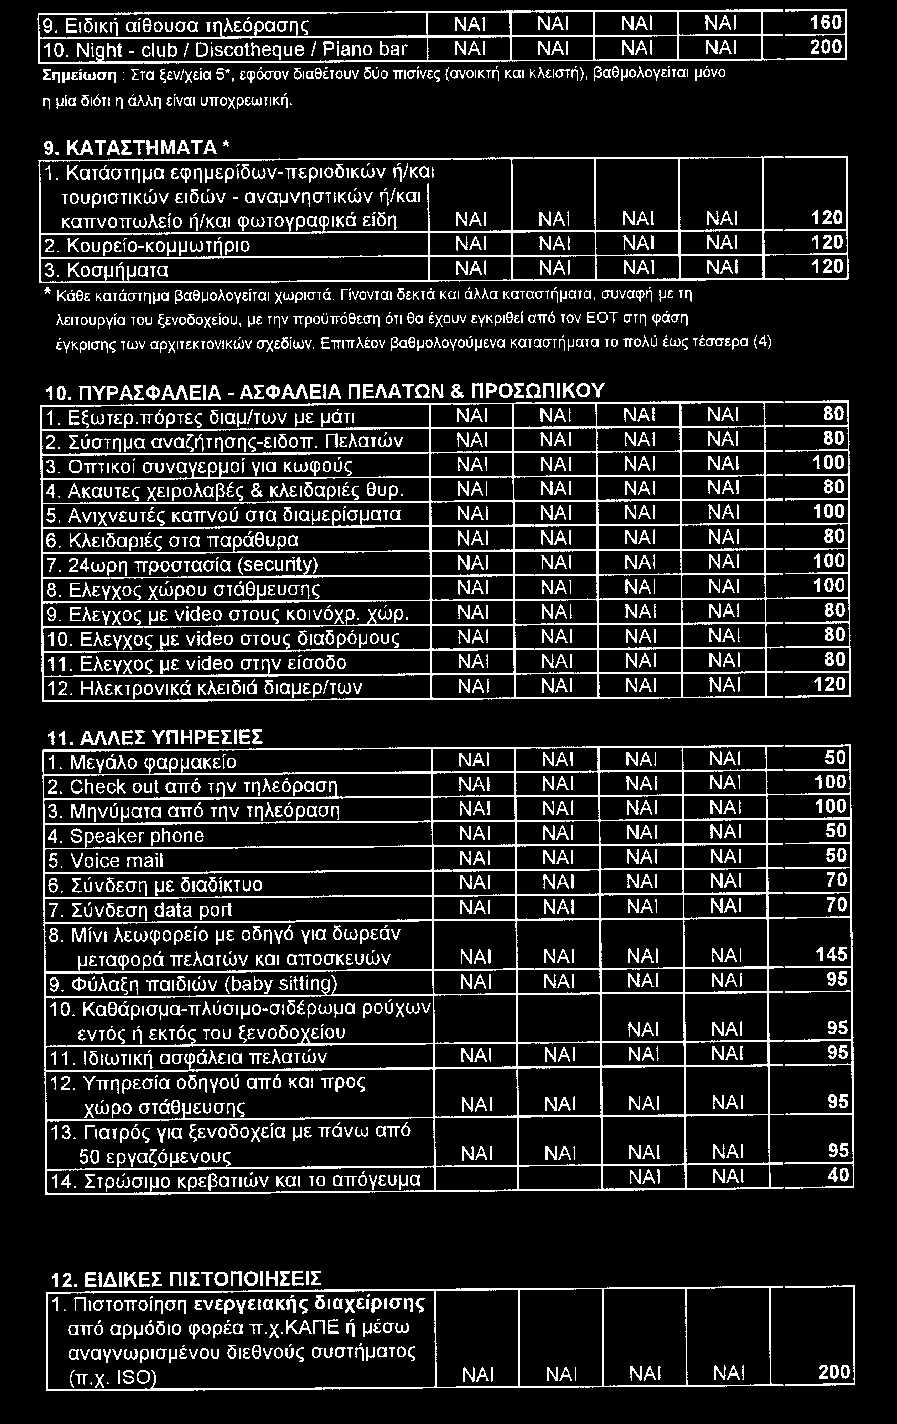 9. Ειδική αίθουσα τηλεόρασης ΝΑΙ ΝΑΙ ΝΑΙ ΝΑΙ 160
10. Night - club / Discotheque / Piano bar ΝΑΙ ΝΑΙ ΝΑΙ ΝΑΙ 200
Σημείωση : Στα ξεν/χεία 5*, εφόσον διαθέτουν δύο πισίνες (ανοικτή και κλειστή), βαθμολογείται μόνο
η μία διότι η άλλη είναι υποχρεωτική.
9. ΚΑΤΑΣΤΗΜΑΤΑ *
1. Κατάστημα εφημερίδων-περιοδικών ή/και
τουριστικών ειδών - αναμνηστικών ή/και
καπνοπωλείο ή/και φωτογραφικά είδη ΝΑΙ ΝΑΙ ΝΑΙ ΝΑΙ 120
2. Κουρείο-κομμωτήριο ΝΑΙ ΝΑΙ ΝΑΙ ΝΑΙ 120
3. Κοσμήματα ΝΑΙ ΝΑΙ ΝΑΙ ΝΑΙ 120
* Κάθε κατάστημα βαθμολογείται χωριστά. Γίνονται δεκτά και άλλα καταστήματα, συναφή με τη
λειτουργία του ξενοδοχείου, με την προϋπόθεση ότι θα έχουν εγκριθεί από τον ΕΟΤ στη φάση
έγκρισης των αρχιτεκτονικών σχεδίων. Επιπλέον βαθμολογούμενα καταστήματα το πολύ έως τέσσερα (4)
10. ΠΥΡΑΣΦΑΛΕΙΑ - ΑΣΦΑΛΕΙΑ ΠΕΛΑΤΩΝ & ΠΡΟΣΩΠΙΚΟΥ
1. Εξωτερ.πόρτες διαμ/των με μάτι ΝΑΙ ΝΑΙ ΝΑΙ ΝΑΙ 80
2. Σύστημα αναζήτησης-ειδοπ. Πελατών ΝΑΙ ΝΑΙ ΝΑΙ ΝΑΙ 80
3. Οπτικοί συναγερμοί για κωφούς ΝΑΙ ΝΑΙ ΝΑΙ ΝΑΙ 100
4. Ακαυτες χειρολαβές & κλειδαριές θυρ. ΝΑΙ ΝΑΙ ΝΑΙ ΝΑΙ 80
5. Ανιχνευτές καπνού στα διαμερίσματα ΝΑΙ ΝΑΙ ΝΑΙ ΝΑΙ 100
6. Κλειδαριές στα παράθυρα ΝΑΙ ΝΑΙ ΝΑΙ ΝΑΙ 80
7. 24ωρη προστασία (security) ΝΑΙ ΝΑΙ ΝΑΙ ΝΑΙ 100
8. Ελεγχος χώρου στάθμευσης ΝΑΙ ΝΑΙ ΝΑΙ ΝΑΙ 100
9. Ελεγχος με video στους κοινόχρ. χώρ. ΝΑΙ ΝΑΙ ΝΑΙ ΝΑΙ 80
10. Ελεγχος με video στους διαδρόμους ΝΑΙ ΝΑΙ ΝΑΙ ΝΑΙ 80
11. Ελεγχος με video στην είσοδο ΝΑΙ ΝΑΙ ΝΑΙ ΝΑΙ 80
12. Ηλεκτρονικά κλειδιά διαμερ/των ΝΑΙ ΝΑΙ ΝΑΙ ΝΑΙ 120
11. ΑΛΛΕΣ ΥΠΗΡΕΣΙΕΣ
1. Μεγάλο φαρμακείο ΝΑΙ ΝΑΙ ΝΑΙ ΝΑΙ 50
2. Check out από την τηλεόραση ΝΑΙ ΝΑΙ ΝΑΙ ΝΑΙ 100
3. Μηνύματα από την τηλεόραση ΝΑΙ ΝΑΙ ΝΑΙ ΝΑΙ 100
4. Speaker phone ΝΑΙ ΝΑΙ ΝΑΙ ΝΑΙ 50
5. Voice mail ΝΑΙ ΝΑΙ ΝΑΙ ΝΑΙ 50
6. Σύνδεση με διαδίκτυο ΝΑΙ ΝΑΙ ΝΑΙ ΝΑΙ 70
7. Σύνδεση data port ΝΑΙ ΝΑΙ ΝΑΙ ΝΑΙ 70
8. Μίνι λεωφορείο με οδηγό για δωρεάν
μεταφορά πελατών και αποσκευών ΝΑΙ ΝΑΙ ΝΑΙ ΝΑΙ 145
9. Φύλαξη παιδιών (baby sitting) ΝΑΙ ΝΑΙ ΝΑΙ ΝΑΙ 95
10. Καθάρισμα-πλύσιμο-σιδέρωμα ρούχων
εντός ή εκτός του ξενοδοχείου ΝΑΙ ΝΑΙ 95
11. Ιδιωτική ασφάλεια πελατών ΝΑΙ ΝΑΙ ΝΑΙ ΝΑΙ 95
12. Υπηρεσία οδηγού από και προς
χώρο στάθμευσης ΝΑΙ ΝΑΙ ΝΑΙ ΝΑΙ 95
13. Γιατρός για ξενοδοχεία με πάνω από
50 εργαζόμενους ΝΑΙ ΝΑΙ ΝΑΙ ΝΑΙ 95
14. Στρώσιμο κρεβατιών και το απόγευμα ΝΑΙ ΝΑΙ 40
12. ΕΙΔΙΚΕΣ ΠΙΣΤΟΠΟΙΗΣΕΙΣ
1. Πιστοποίηση ενεργειακής διαχείρισης
από αρμόδιο φορέα π.χ.ΚΑΠΕ ή μέσω
αναγνωρισμένου διεθνούς συστήματος
(π.χ. ISO) ΝΑΙ ΝΑΙ ΝΑΙ ΝΑΙ 200